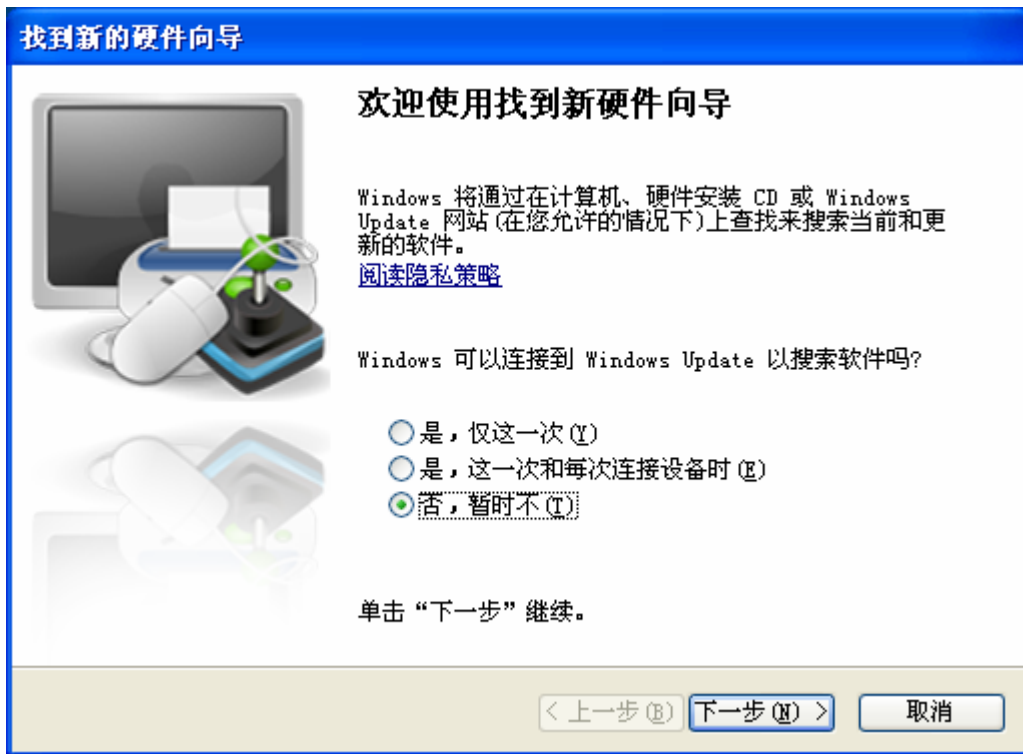 找到新的硬件向导
欢迎使用找到新硬件向导
Windows 将通过在计算机、硬件安装 CD 或 Windows
Update 网站(在您允许的情况下)上查找来搜索当前和更
新的软件。
阅读隐私策略
Windows 可以连接到 Windows Update 以搜索软件吗?
是，仅这一次(Y)
是，这一次和每次连接设备时(E)
否，暂时不(T)
单击“下一步”继续。
< 上一步(B) 下一步(N) > 取消